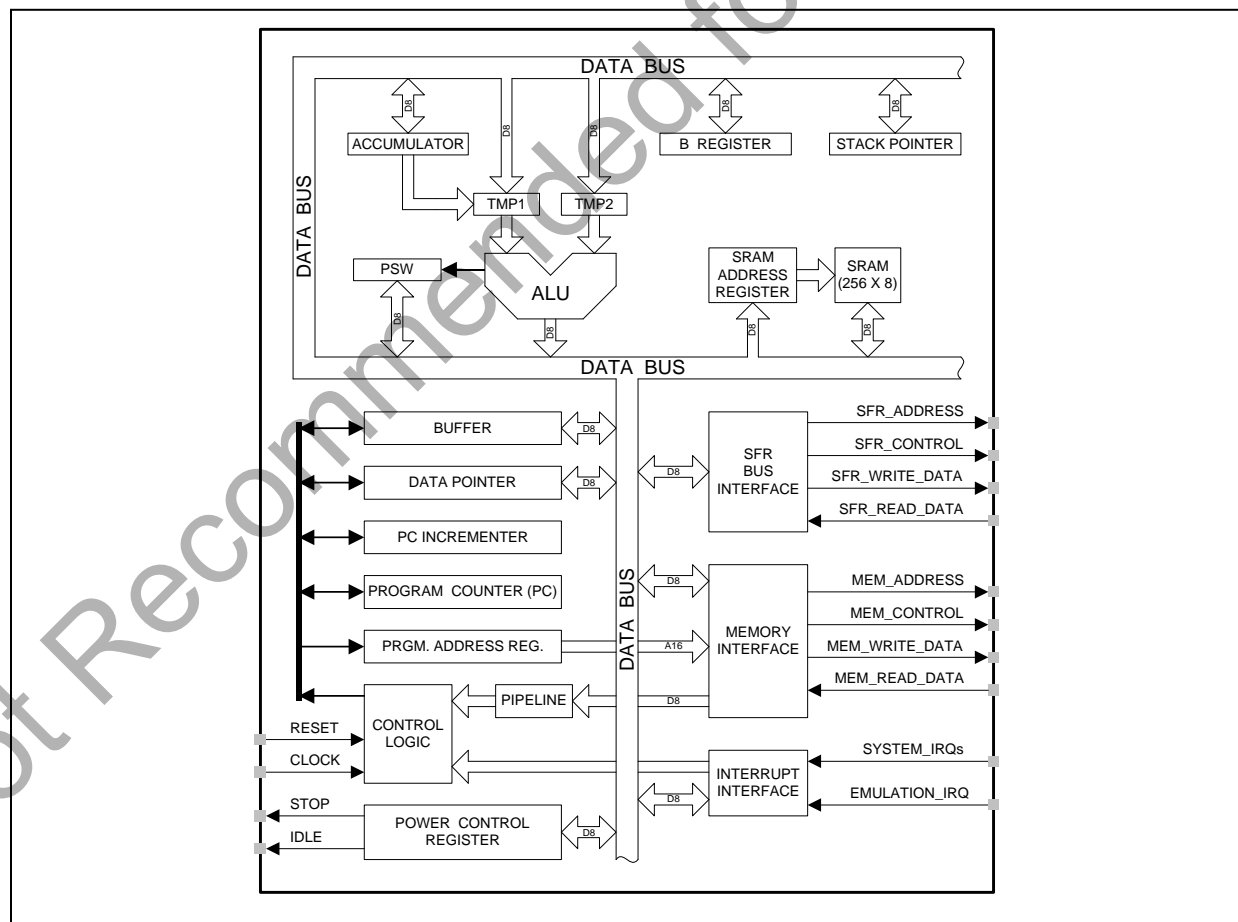 Not Recommended fo
DATA BUS
D8
D8
D8
D8
D8
ACCUMULATOR
B REGISTER
STACK POINTER
DATA BUS
TMP1
TMP2
PSW
ALU
SRAM
ADDRESS
REGISTER
SRAM
(256 X 8)
D8
D8
D8
D8
DATA BUS
BUFFER
D8
SFR_ADDRESS
SFR_CONTROL
SFR
BUS
INTERFACE
D8
DATA POINTER
D8
SFR_WRITE_DATA
SFR_READ_DATA
PC INCREMENTER
DATA BUS
D8
MEM_ADDRESS
PROGRAM COUNTER (PC)
MEM_CONTROL
PRGM. ADDRESS REG.
A16
MEMORY
INTERFACE
MEM_WRITE_DATA
MEM_READ_DATA
PIPELINE
D8
RESET
CONTROL
LOGIC
CLOCK
SYSTEM_IRQs
INTERRUPT
INTERFACE
EMULATION_IRQ
D8
STOP
POWER CONTROL
REGISTER
D8
IDLE